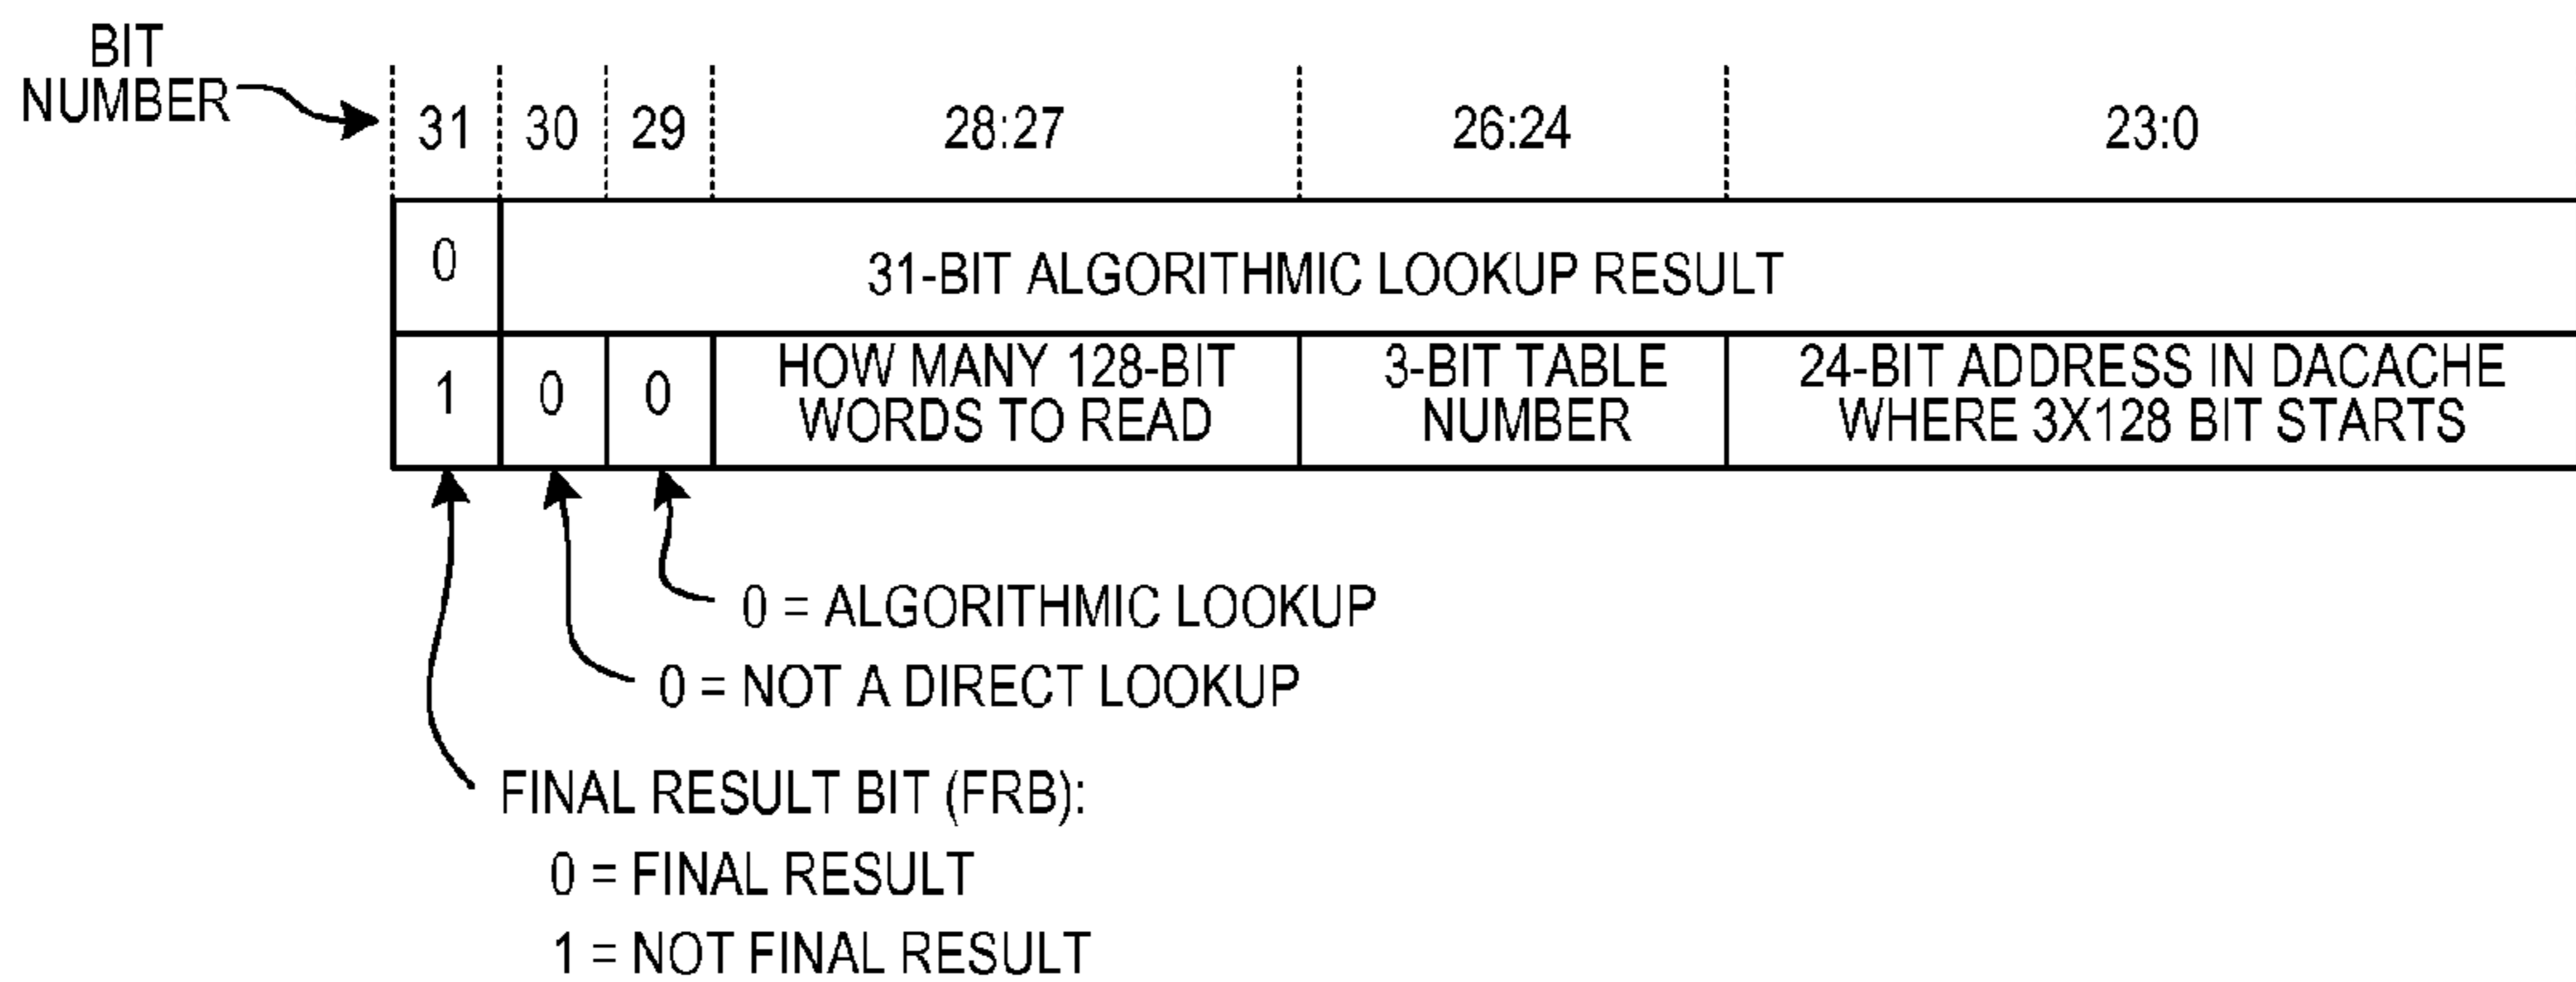 BIT
NUMBER
31 30 29 28:27 26:24 23:0
0 31-BIT ALGORITHMIC LOOKUP RESULT
1 0 0 HOW MANY 128-BIT WORDS TO READ 3-BIT TABLE NUMBER 24-BIT ADDRESS IN DACACHE WHERE 3X128 BIT STARTS
0 = ALGORITHMIC LOOKUP
0 = NOT A DIRECT LOOKUP
FINAL RESULT BIT (FRB):
0 = FINAL RESULT
1 = NOT FINAL RESULT